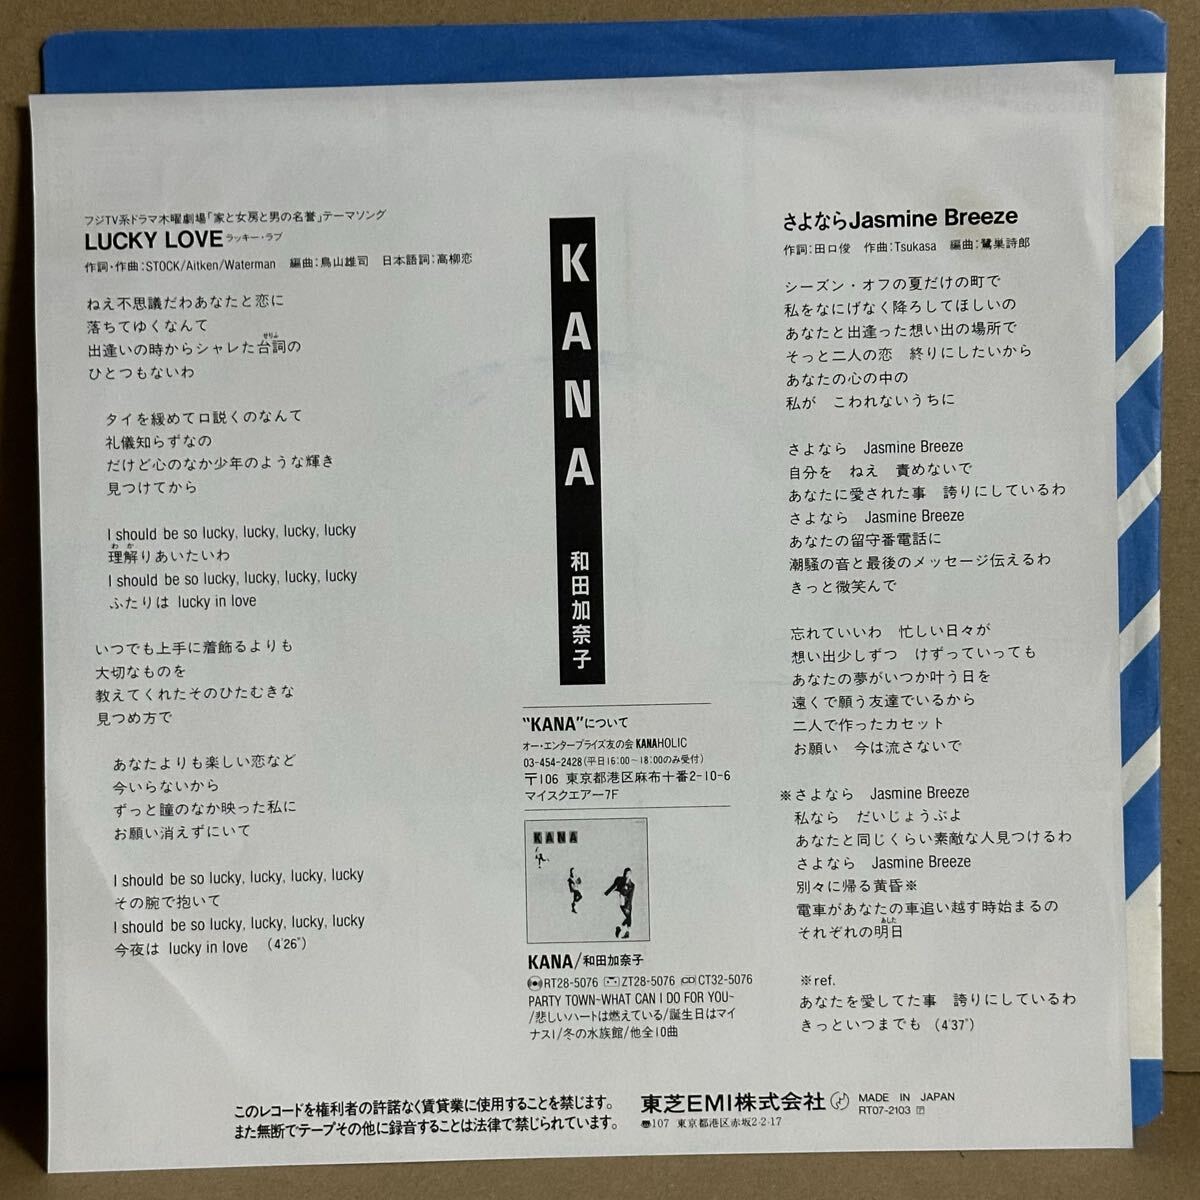 フジTV系ドラマ木曜劇場「家と女房と男の名誉」テーマソング
LUCKY LOVE ラッキー・ラブ
作詞・作曲:STOCK/Aitken/Waterman 編曲:鳥山雄司 日本語詞:高柳恋
ねえ不思議だわあなたと恋に
落ちてゆくなんて
出逢いの時からシャレた台詞の
せりふ
ひとつもないわ
タイを緩めて口説くのなんて
礼儀知らずなの
だけど心のなか少年のような輝き
見つけてから
I should be so lucky, lucky, lucky, lucky
理解りあいたいわ
わか
I should be so lucky, lucky, lucky, lucky
ふたりは lucky in love
いつでも上手に着飾るよりも
大切なものを
教えてくれたそのひたむきな
見つめ方で
あなたよりも楽しい恋など
今いらないから
ずっと瞳のなか映った私に
お願い消えずにいて
I should be so lucky, lucky, lucky, lucky
その腕で抱いて
I should be so lucky, lucky, lucky, lucky
今夜は lucky in love (4'26")
KANA
和田加奈子
"KANA"について
オー・エンタープライズ友の会 KANAHOLIC
03-454-2428(平日16:00〜18:00のみ受付)
〒106 東京都港区麻布十番2-10-6
マイスクエアー7F
KANA
KANA/和田加奈子
RT28-5076 ZT28-5076 CD CT32-5076
PARTY TOWN~WHAT CAN I DO FOR YOU~
/悲しいハートは燃えている/誕生日はマイ
ナス1/冬の水族館/他全10曲
さよならJasmine Breeze
作詞:田口俊 作曲:Tsukasa 編曲:鷺巣詩郎
シーズン・オフの夏だけの町で
私をなにげなく降ろしてほしいの
あなたと出逢った想い出の場所で
そっと二人の恋 終りにしたいから
あなたの心の中の
私が こわれないうちに
さよなら Jasmine Breeze
自分を ねえ 責めないで
あなたに愛された事 誇りにしているわ
さよなら Jasmine Breeze
あなたの留守番電話に
潮騒の音と最後のメッセージ伝えるわ
きっと微笑んで
忘れていいわ 忙しい日々が
想い出少しずつ けずっていっても
あなたの夢がいつか叶う日を
遠くで願う友達でいるから
二人で作ったカセット
お願い 今は流さないで
※さよなら Jasmine Breeze
私なら だいじょうぶよ
あなたと同じくらい素敵な人見つけるわ
さよなら Jasmine Breeze
別々に帰る黄昏※
電車があなたの車追い越す時始まるの
それぞれの明日
あした
※ref.
あなたを愛してた事 誇りにしているわ
きっといつまでも (4'37")
このレコードを権利者の許諾なく賃貸業に使用することを禁じます。
また無断でテープその他に録音することは法律で禁じられています。
東芝EMI株式会社
〒107 東京都港区赤坂2-2-17
MADE IN JAPAN
RT07-2103 Ⓟ